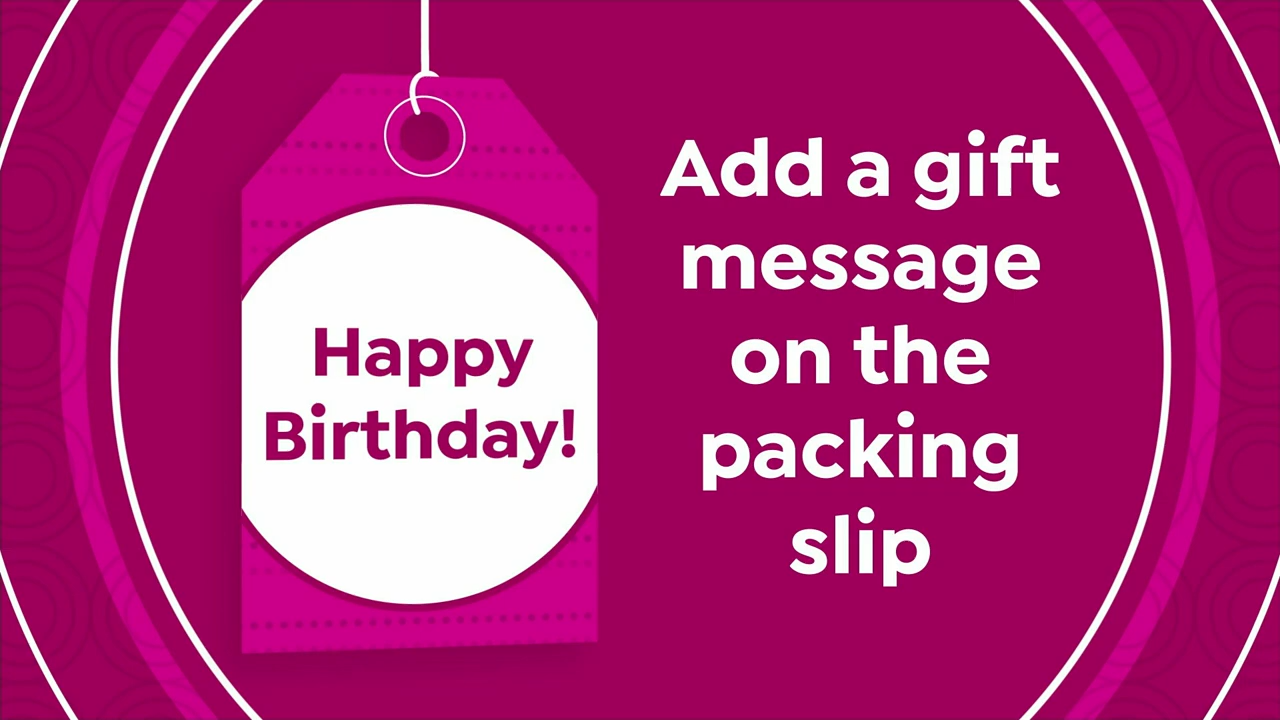 Happy
Birthday!
Add a gift
message
on the
packing
slip